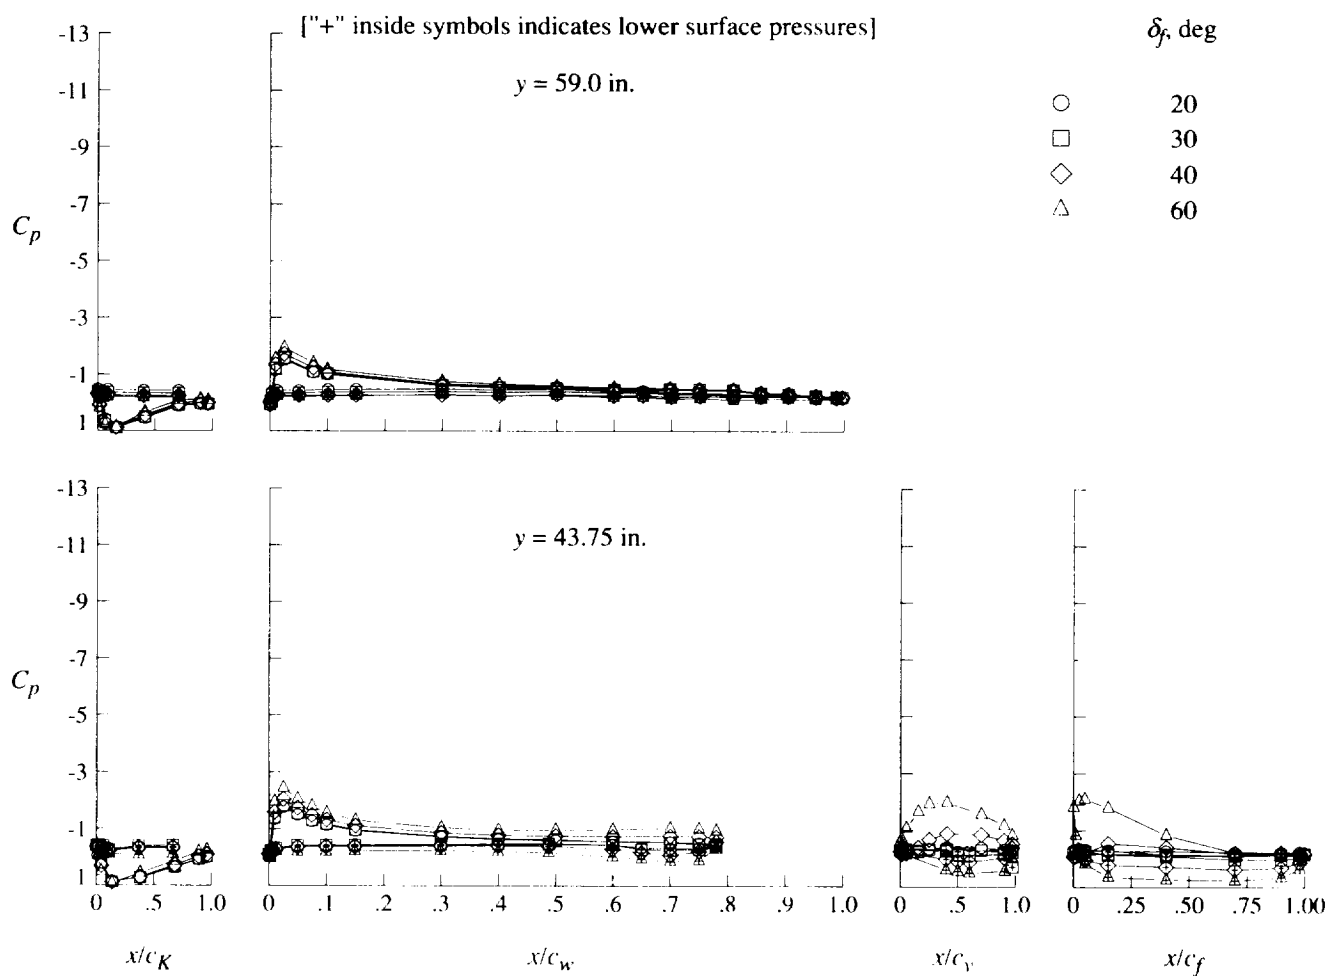 ["+" inside symbols indicates lower surface pressures]
δf, deg
y = 59.0 in.
20
30
40
60
-13
-11
-9
-7
-5
-3
-1
1
Cp
y = 43.75 in.
-13
-11
-9
-7
-5
-3
-1
1
Cp
0 .5 1.0
0 .1 .2 .3 .4 .5 .6 .7 .8 .9 1.0
0 .5 1.0
0 .25 .50 .75 1.00
x/cK
x/cw
x/cv
x/cf